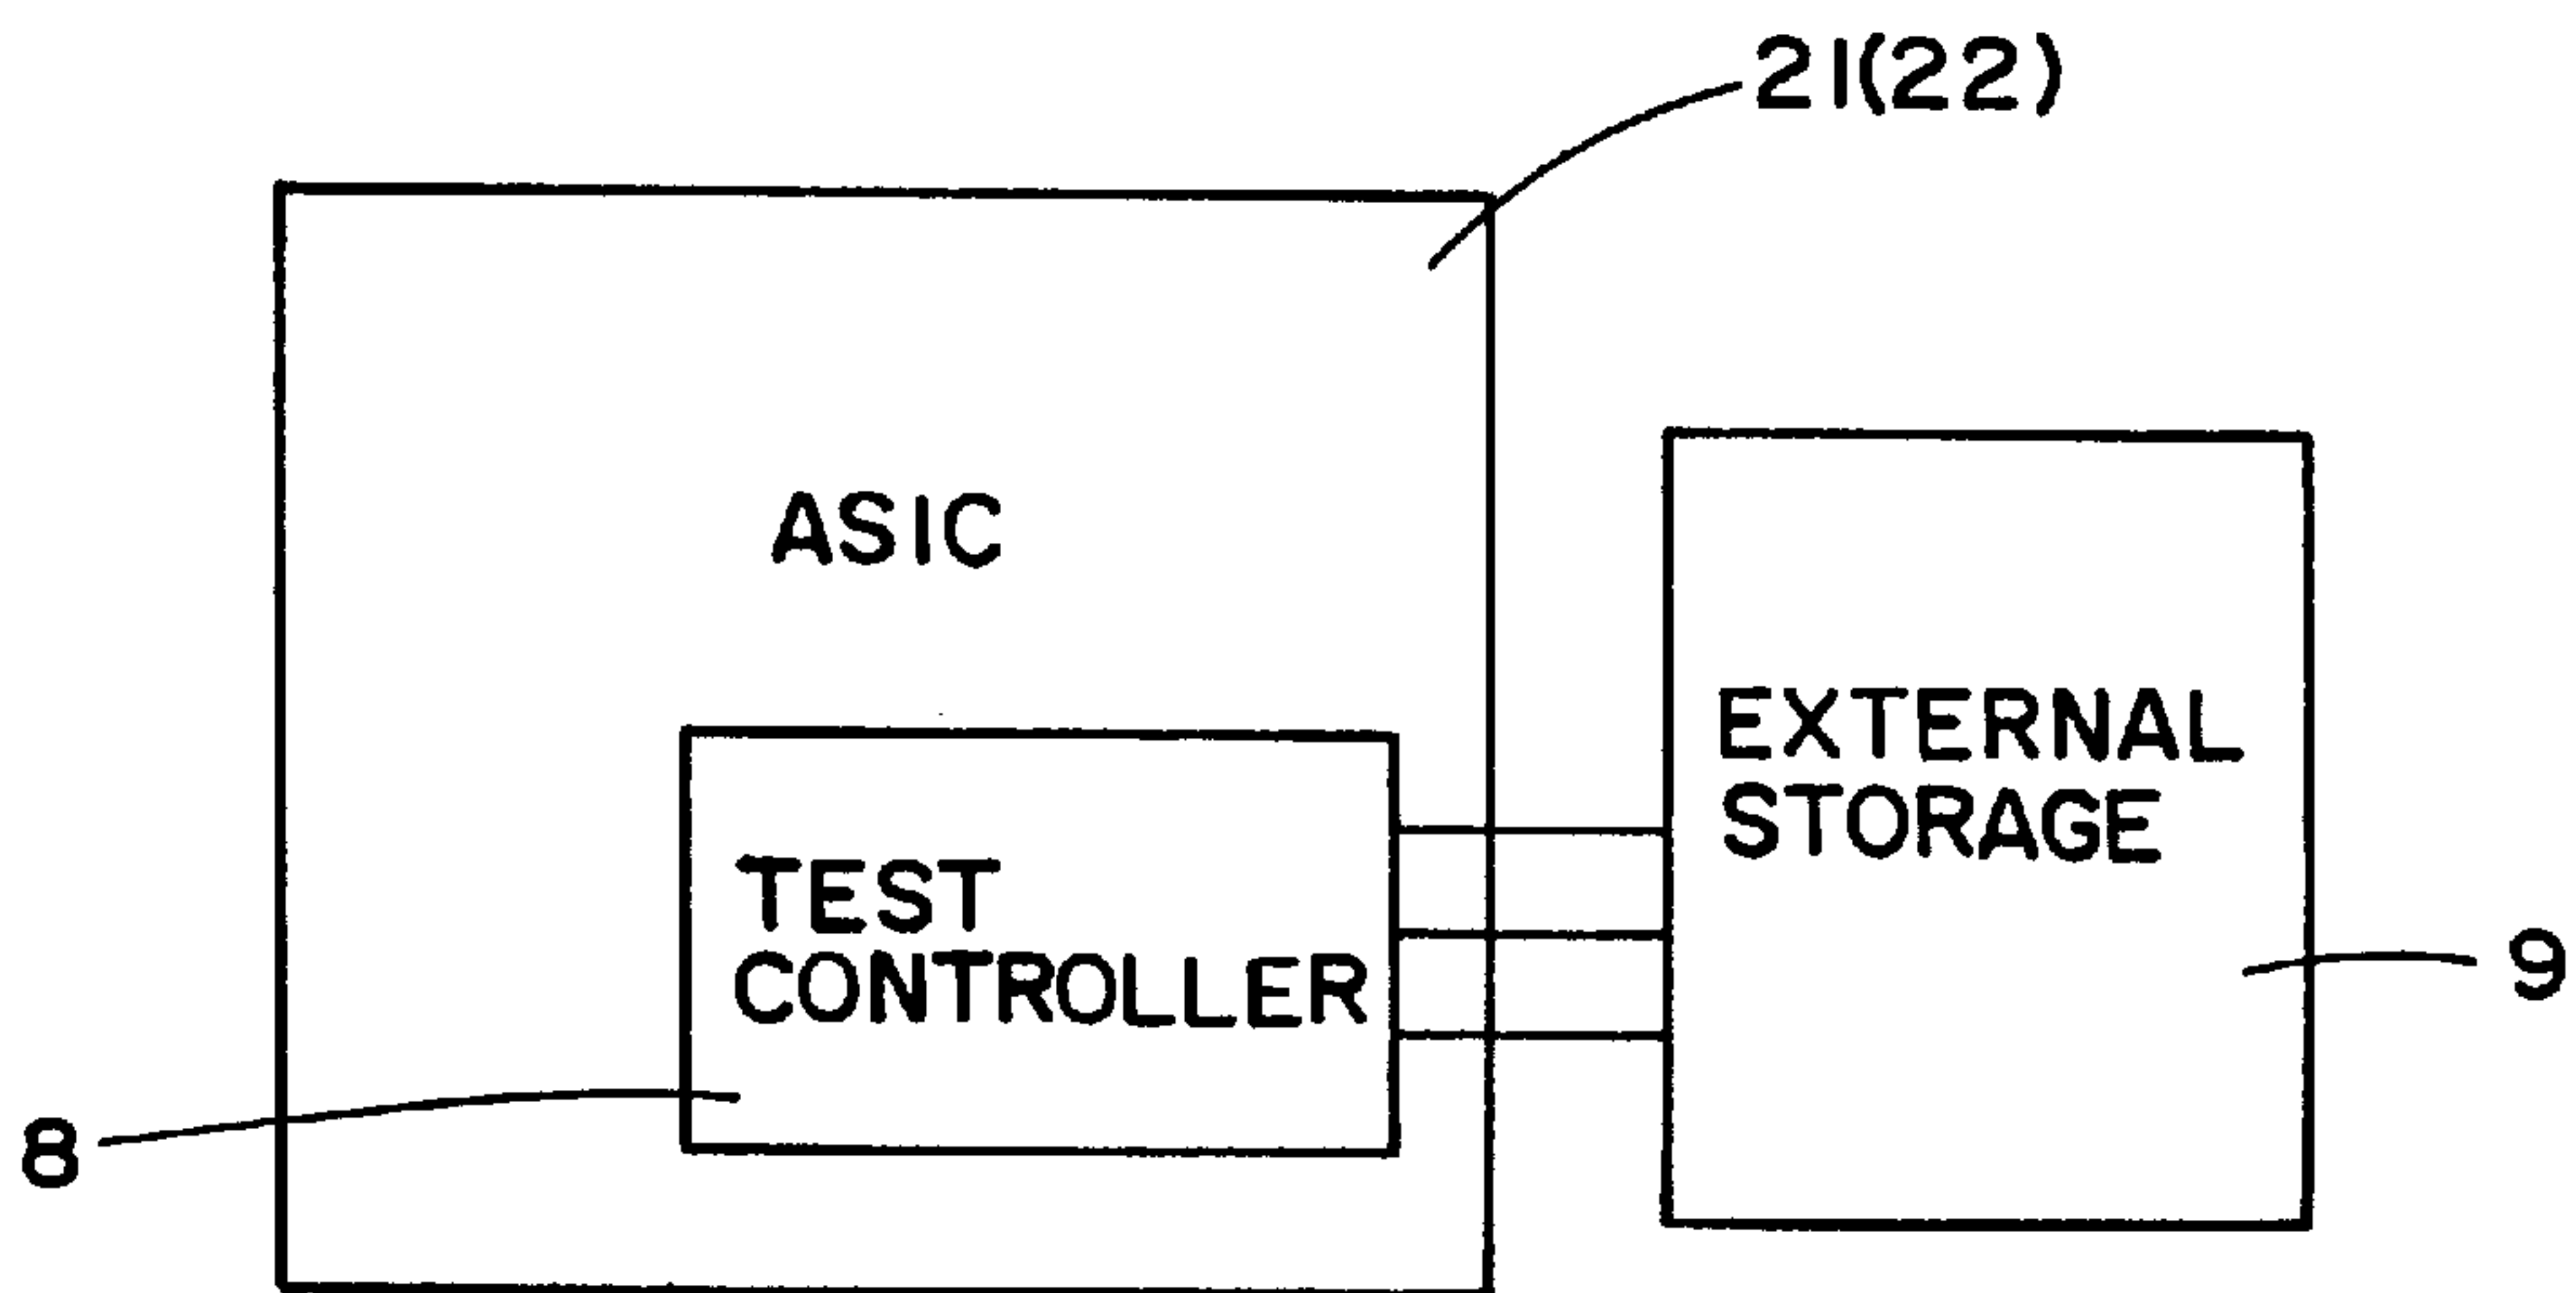 21(22)
ASIC
EXTERNAL
STORAGE
TEST
CONTROLLER
9
8